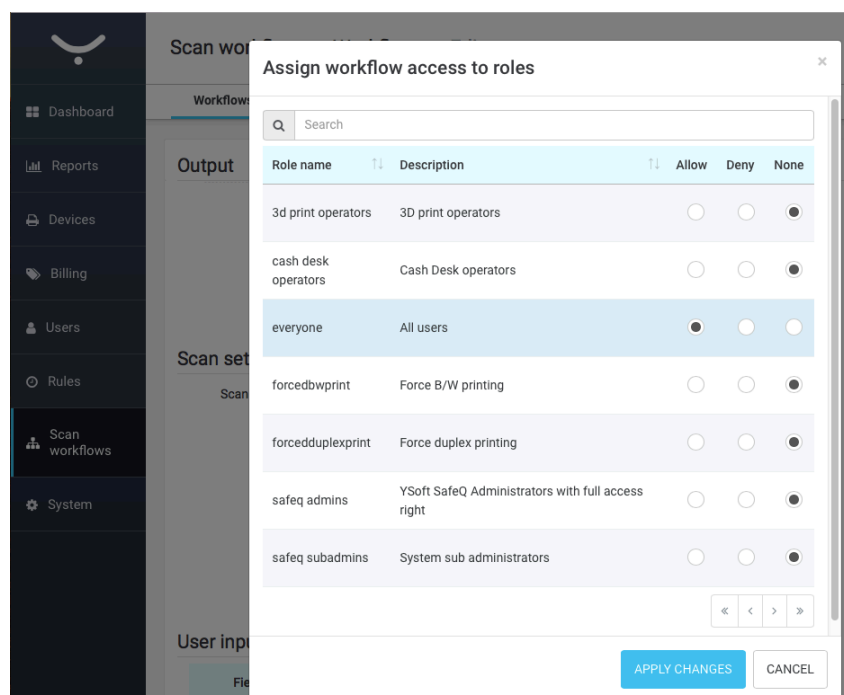 Scan wor
Assign workflow access to roles
×
Workflows
Dashboard
Search
Output
Role name Description Allow Deny None
Reports
3d print operators 3D print operators
Devices
cash desk
operators
Cash Desk operators
Billing
everyone All users
Users
Scan set
Rules
Scan
forcedbwprint Force B/W printing
Scan
workflows
forcedduplexprint Force duplex printing
System
safeq admins
YSoft SafeQ Administrators with full access
right
safeq subadmins System sub administrators
« < > »
User inpu
Fie
APPLY CHANGES CANCEL